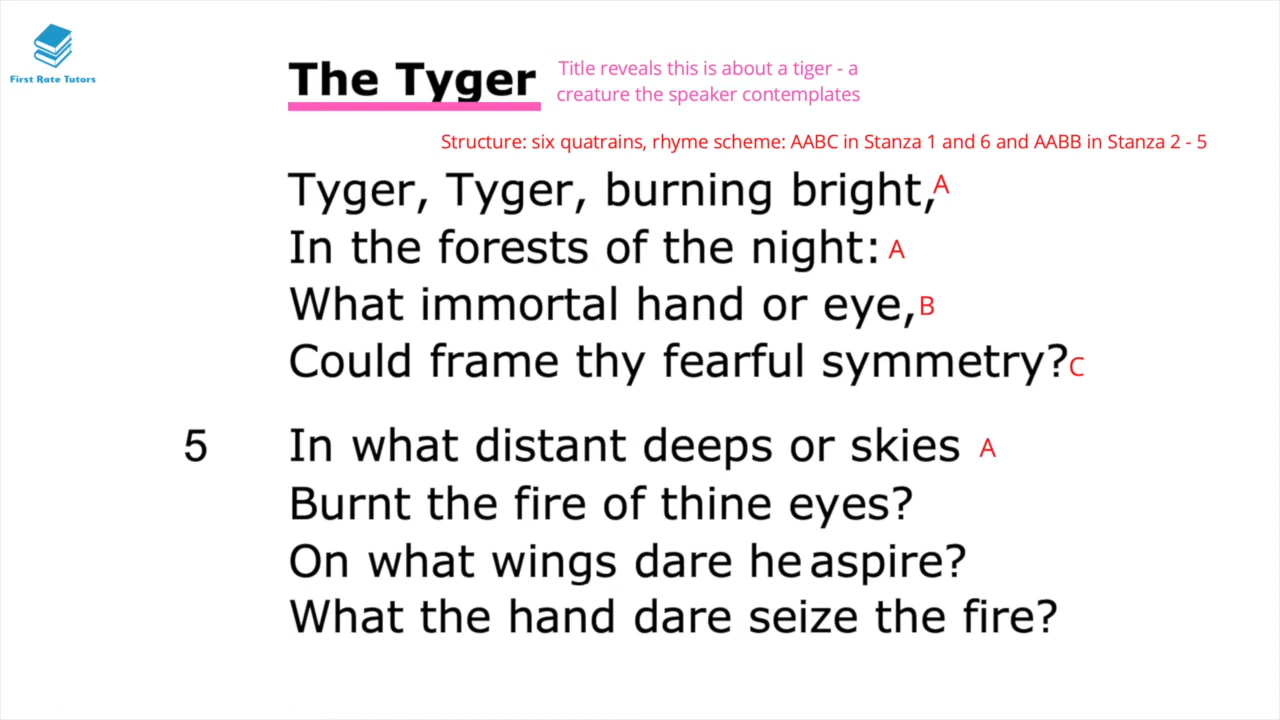 First Rate Tutors
The Tyger
Title reveals this is about a tiger - a
creature the speaker contemplates
Structure: six quatrains, rhyme scheme: AABC in Stanza 1 and 6 and AABB in Stanza 2 - 5
Tyger, Tyger, burning bright, A
In the forests of the night: A
What immortal hand or eye, B
Could frame thy fearful symmetry? C
5 In what distant deeps or skies A
Burnt the fire of thine eyes?
On what wings dare he aspire?
What the hand dare seize the fire?